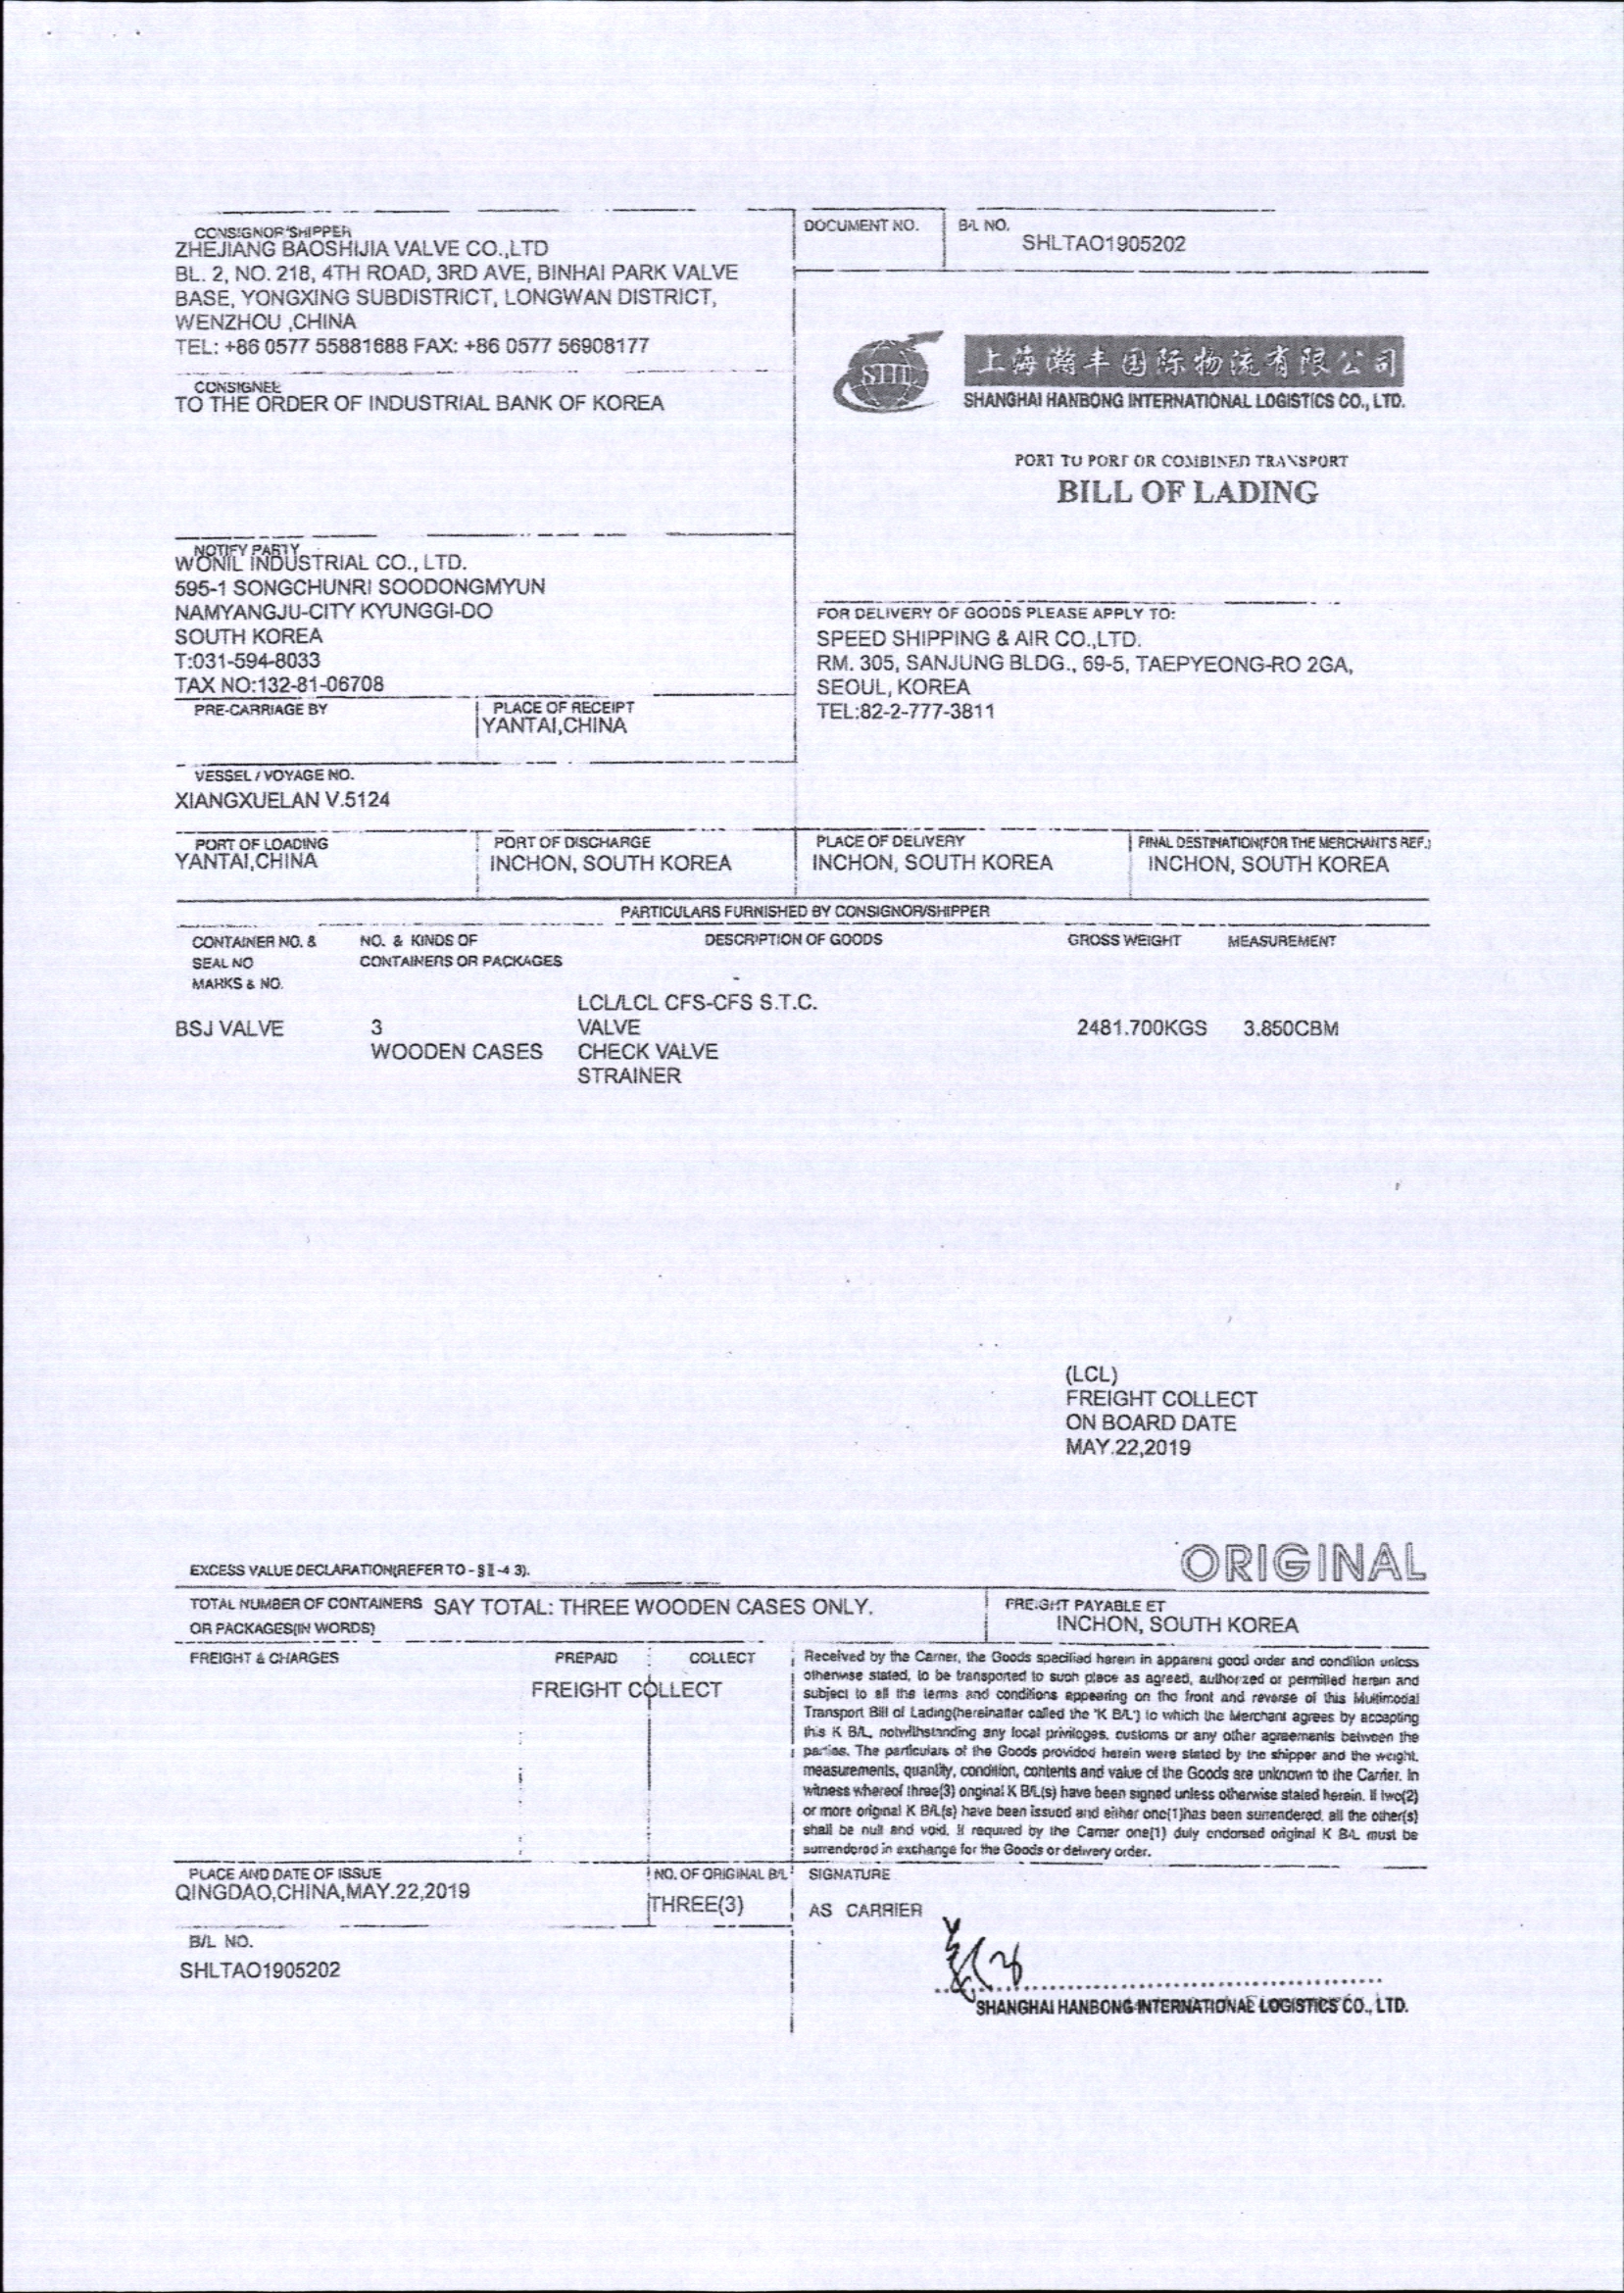 CONSIGNOR/SHIPPER
ZHEJIANG BAOSHIJIA VALVE CO.,LTD
BL. 2, NO. 218, 4TH ROAD, 3RD AVE, BINHAI PARK VALVE
BASE, YONGXING SUBDISTRICT, LONGWAN DISTRICT,
WENZHOU ,CHINA
TEL: +86 0577 55881688 FAX: +86 0577 56908177
DOCUMENT NO.
B/L NO.
SHLTAO1905202
CONSIGNEE
TO THE ORDER OF INDUSTRIAL BANK OF KOREA
SHL
上海瀚丰国际物流有限公司
SHANGHAI HANBONG INTERNATIONAL LOGISTICS CO., LTD.
PORT TO PORT OR COMBINED TRANSPORT
BILL OF LADING
NOTIFY PARTY
WONIL INDUSTRIAL CO., LTD.
595-1 SONGCHUNRI SOODONGMYUN
NAMYANGJU-CITY KYUNGGI-DO
SOUTH KOREA
T:031-594-8033
TAX NO:132-81-06708
FOR DELIVERY OF GOODS PLEASE APPLY TO:
SPEED SHIPPING & AIR CO.,LTD.
RM. 305, SANJUNG BLDG., 69-5, TAEPYEONG-RO 2GA,
SEOUL, KOREA
TEL:82-2-777-3811
PRE-CARRIAGE BY
PLACE OF RECEIPT
YANTAI,CHINA
VESSEL / VOYAGE NO.
XIANGXUELAN V.5124
PORT OF LOADING
YANTAI,CHINA
PORT OF DISCHARGE
INCHON, SOUTH KOREA
PLACE OF DELIVERY
INCHON, SOUTH KOREA
FINAL DESTINATION(FOR THE MERCHANTS REF.)
INCHON, SOUTH KOREA
PARTICULARS FURNISHED BY CONSIGNOR/SHIPPER
CONTAINER NO. & NO. & KINDS OF DESCRIPTION OF GOODS GROSS WEIGHT MEASUREMENT
SEAL NO CONTAINERS OR PACKAGES
MARKS & NO.
LCL/LCL CFS-CFS S.T.C.
BSJ VALVE 3 VALVE 2481.700KGS 3.850CBM
WOODEN CASES CHECK VALVE
STRAINER
(LCL)
FREIGHT COLLECT
ON BOARD DATE
MAY.22,2019
ORIGINAL
EXCESS VALUE DECLARATION(REFER TO - § II -4 3).
TOTAL NUMBER OF CONTAINERS SAY TOTAL: THREE WOODEN CASES ONLY.
OR PACKAGES(IN WORDS)
FREIGHT PAYABLE ET
INCHON, SOUTH KOREA
FREIGHT & CHARGES PREPAID COLLECT
FREIGHT COLLECT
Received by the Carrier, the Goods specified herein in apparent good order and condition unless
otherwise stated, to be transported to such place as agreed, authorized or permitted herein and
subject to all the terms and conditions appearing on the front and reverse of this Multimodal
Transport Bill of Lading(hereinafter called the "K B/L") to which the Merchant agrees by accepting
this K B/L, notwithstanding any local privileges, customs or any other agreements between the
parties. The particulars of the Goods provided herein were stated by the shipper and the weight,
measurements, quantity, condition, contents and value of the Goods are unknown to the Carrier. In
witness whereof three(3) original K B/L(s) have been signed unless otherwise stated herein. If two(2)
or more original K B/L(s) have been issued and either one(1)has been surrendered, all the other(s)
shall be null and void. If required by the Carrier one(1) duly endorsed original K B/L must be
surrendered in exchange for the Goods or delivery order.
PLACE AND DATE OF ISSUE
QINGDAO,CHINA,MAY.22,2019
NO. OF ORIGINAL B/L
THREE(3)
SIGNATURE
AS CARRIER
B/L NO.
SHLTAO1905202
SHANGHAI HANBONG INTERNATIONAL LOGISTICS CO., LTD.